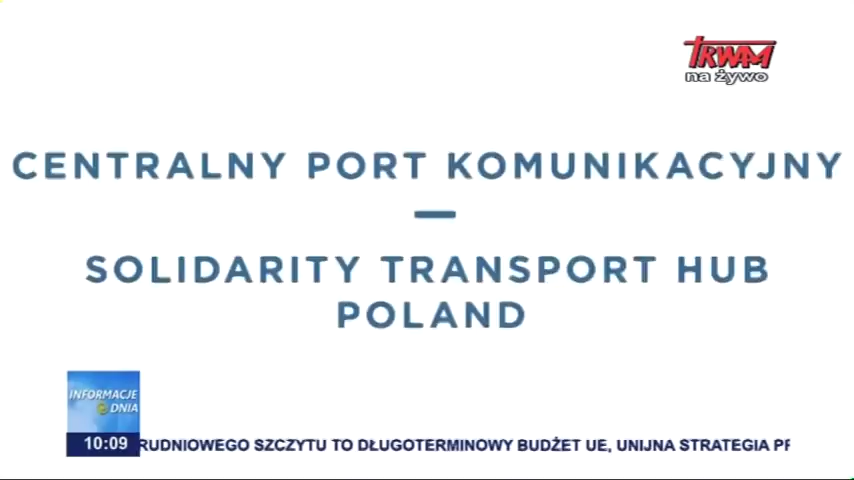 TRWAM
na żywo
CENTRALNY PORT KOMUNIKACYJNY
—
SOLIDARITY TRANSPORT HUB
POLAND
INFORMACJE
DNIA
10:09
RUDNIOWEGO SZCZYTU TO DŁUGOTERMINOWY BUDŻET UE, UNIJNA STRATEGIA PR